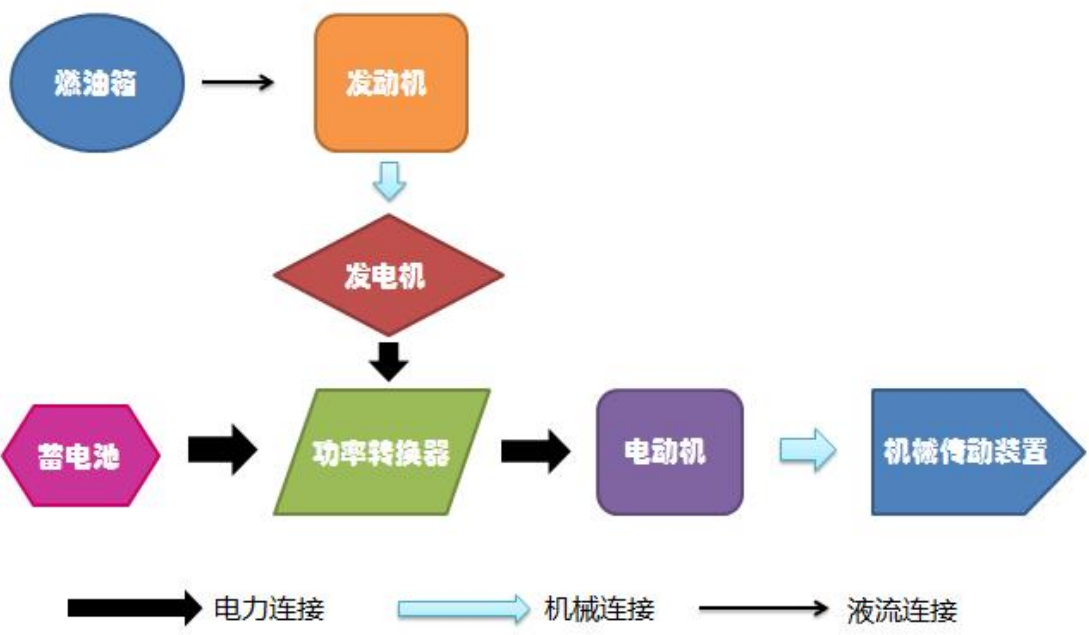 燃油箱
发动机
发电机
蓄电池
功率转换器
电动机
机械传动装置
电力连接
机械连接
液流连接